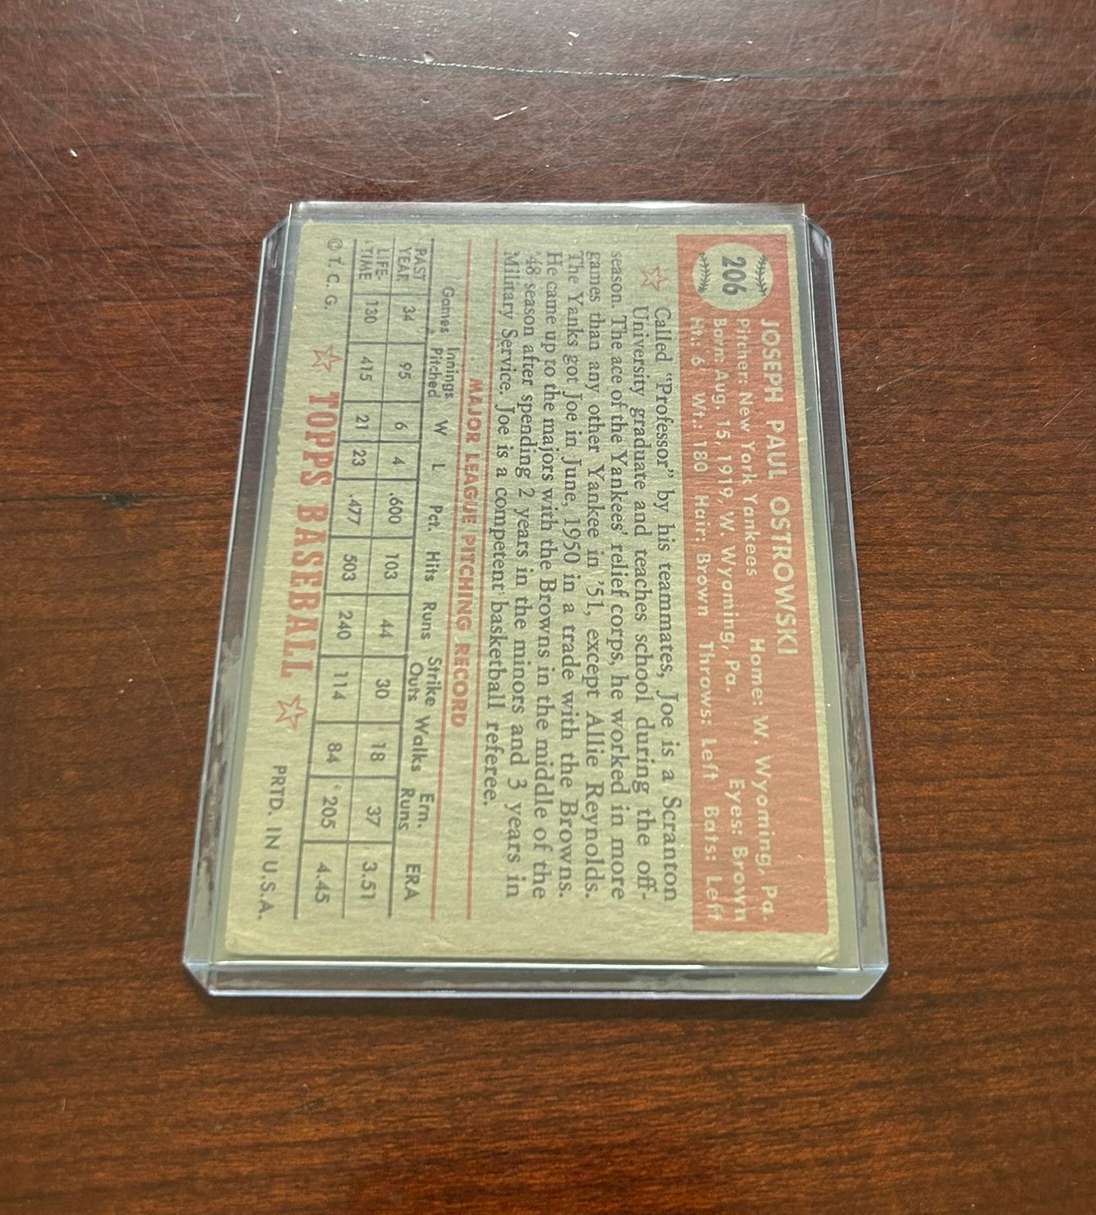 206
JOSEPH PAUL OSTROWSKI
Pitcher: New York Yankees Home: W. Wyoming, Pa.
Born: Aug. 15, 1919, W. Wyoming, Pa. Eyes: Brown
Ht.: 6' Wt.: 180 Hair: Brown Throws: Left Bats: Left
Called "Professor" by his teammates, Joe is a Scranton
University graduate and teaches school during the off-
season. The ace of the Yankees' relief corps, he worked in more
games than any other Yankee in '51, except Allie Reynolds.
The Yanks got Joe in June, 1950 in a trade with the Browns.
He came up to the majors with the Browns in the middle of the
'48 season after spending 2 years in the minors and 3 years in
Military Service. Joe is a competent basketball referee.
MAJOR LEAGUE PITCHING RECORD
Games Innings Pitched W L Pct. Hits Runs Strike Outs Walks Ern. Runs ERA
PAST YEAR 34 95 6 4 .600 103 44 30 18 37 3.51
LIFE-TIME 130 415 21 23 .477 503 240 114 84 205 4.45
© T. C. G. ☆ TOPPS BASEBALL ☆ PRTD. IN U.S.A.